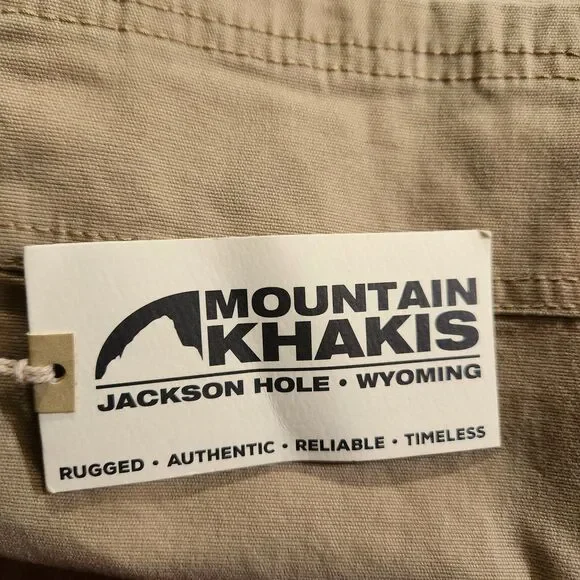 MOUNTAIN
KHAKIS
JACKSON HOLE • WYOMING
RUGGED • AUTHENTIC • RELIABLE • TIMELESS